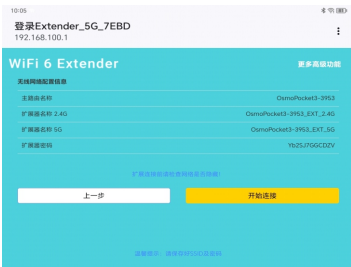 10:05
登录Extender_5G_7EBD
192.168.100.1
WiFi 6 Extender
更多高级功能
无线网络配置信息
主路由名称 OsmoPocket3-3953
扩展器名称 2.4G OsmoPocket3-3953_EXT_2.4G
扩展器名称 5G OsmoPocket3-3953_EXT_5G
扩展器密码 Yb2SJ7GGCDZV
上一步
开始连接